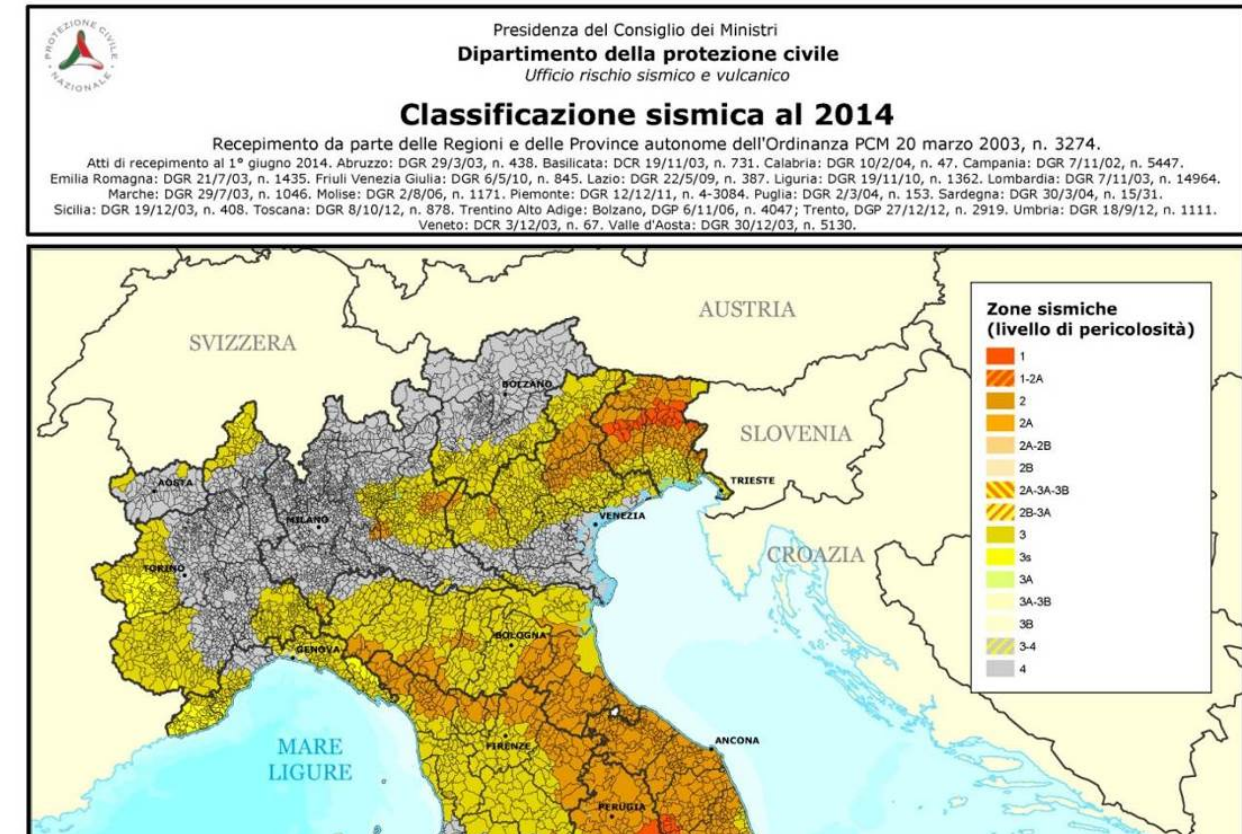 PROTEZIONE CIVILE
NAZIONALE
Presidenza del Consiglio dei Ministri
Dipartimento della protezione civile
Ufficio rischio sismico e vulcanico
Classificazione sismica al 2014
Recepimento da parte delle Regioni e delle Province autonome dell'Ordinanza PCM 20 marzo 2003, n. 3274.
Atti di recepimento al 1° giugno 2014. Abruzzo: DGR 29/3/03, n. 438. Basilicata: DCR 19/11/03, n. 731. Calabria: DGR 10/2/04, n. 47. Campania: DGR 7/11/02, n. 5447.
Emilia Romagna: DGR 21/7/03, n. 1435. Friuli Venezia Giulia: DGR 6/5/10, n. 845. Lazio: DGR 22/5/09, n. 387. Liguria: DGR 19/11/10, n. 1362. Lombardia: DGR 7/11/03, n. 14964.
Marche: DGR 29/7/03, n. 1046. Molise: DGR 2/8/06, n. 1171. Piemonte: DGR 12/12/11, n. 4-3084. Puglia: DGR 2/3/04, n. 153. Sardegna: DGR 30/3/04, n. 15/31.
Sicilia: DGR 19/12/03, n. 408. Toscana: DGR 8/10/12, n. 878. Trentino Alto Adige: Bolzano, DGP 6/11/06, n. 4047; Trento, DGP 27/12/12, n. 2919. Umbria: DGR 18/9/12, n. 1111.
Veneto: DCR 3/12/03, n. 67. Valle d'Aosta: DGR 30/12/03, n. 5130.
AUSTRIA
SVIZZERA
BOLZANO
SLOVENIA
AOSTA
TRIESTE
MILANO
VENEZIA
CROAZIA
TORINO
BOLOGNA
GENOVA
MARE
LIGURE
FIRENZE
ANCONA
PERUGIA
Zone sismiche
(livello di pericolosità)
1
1-2A
2
2A
2A-2B
2B
2A-3A-3B
2B-3A
3
3s
3A
3A-3B
3B
3-4
4